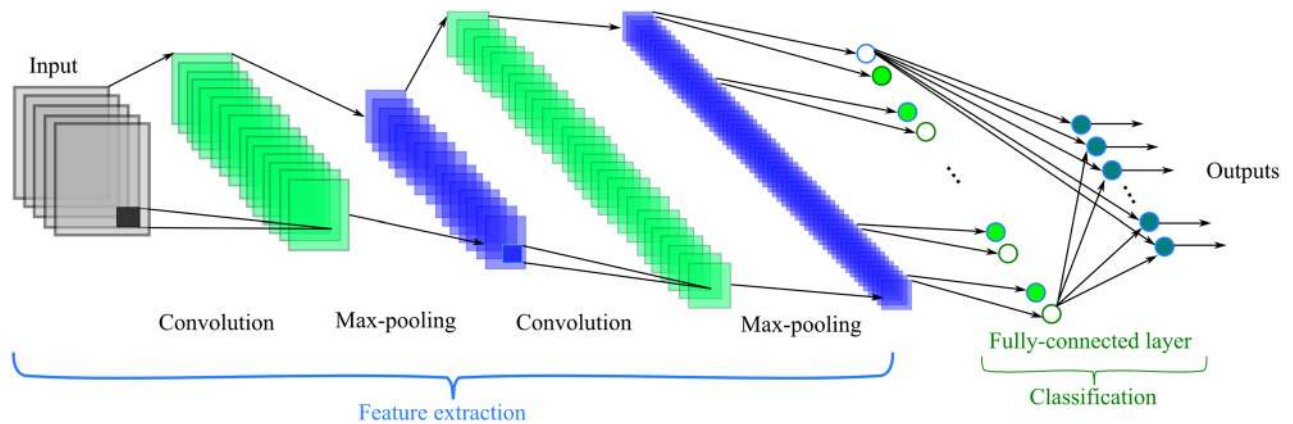 Input
Outputs
Convolution
Max-pooling
Convolution
Max-pooling
Fully-connected layer
Classification
Feature extraction